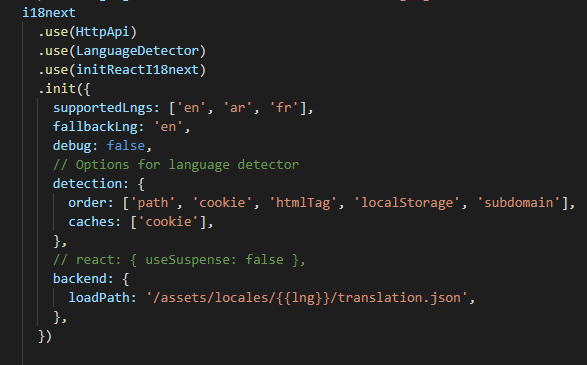 i18next
.use(HttpApi)
.use(LanguageDetector)
.use(initReactI18next)
.init({
supportedLngs: ['en', 'ar', 'fr'],
fallbackLng: 'en',
debug: false,
// Options for language detector
detection: {
order: ['path', 'cookie', 'htmlTag', 'localStorage', 'subdomain'],
caches: ['cookie'],
},
// react: { useSuspense: false },
backend: {
loadPath: '/assets/locales/{{lng}}/translation.json',
},
})